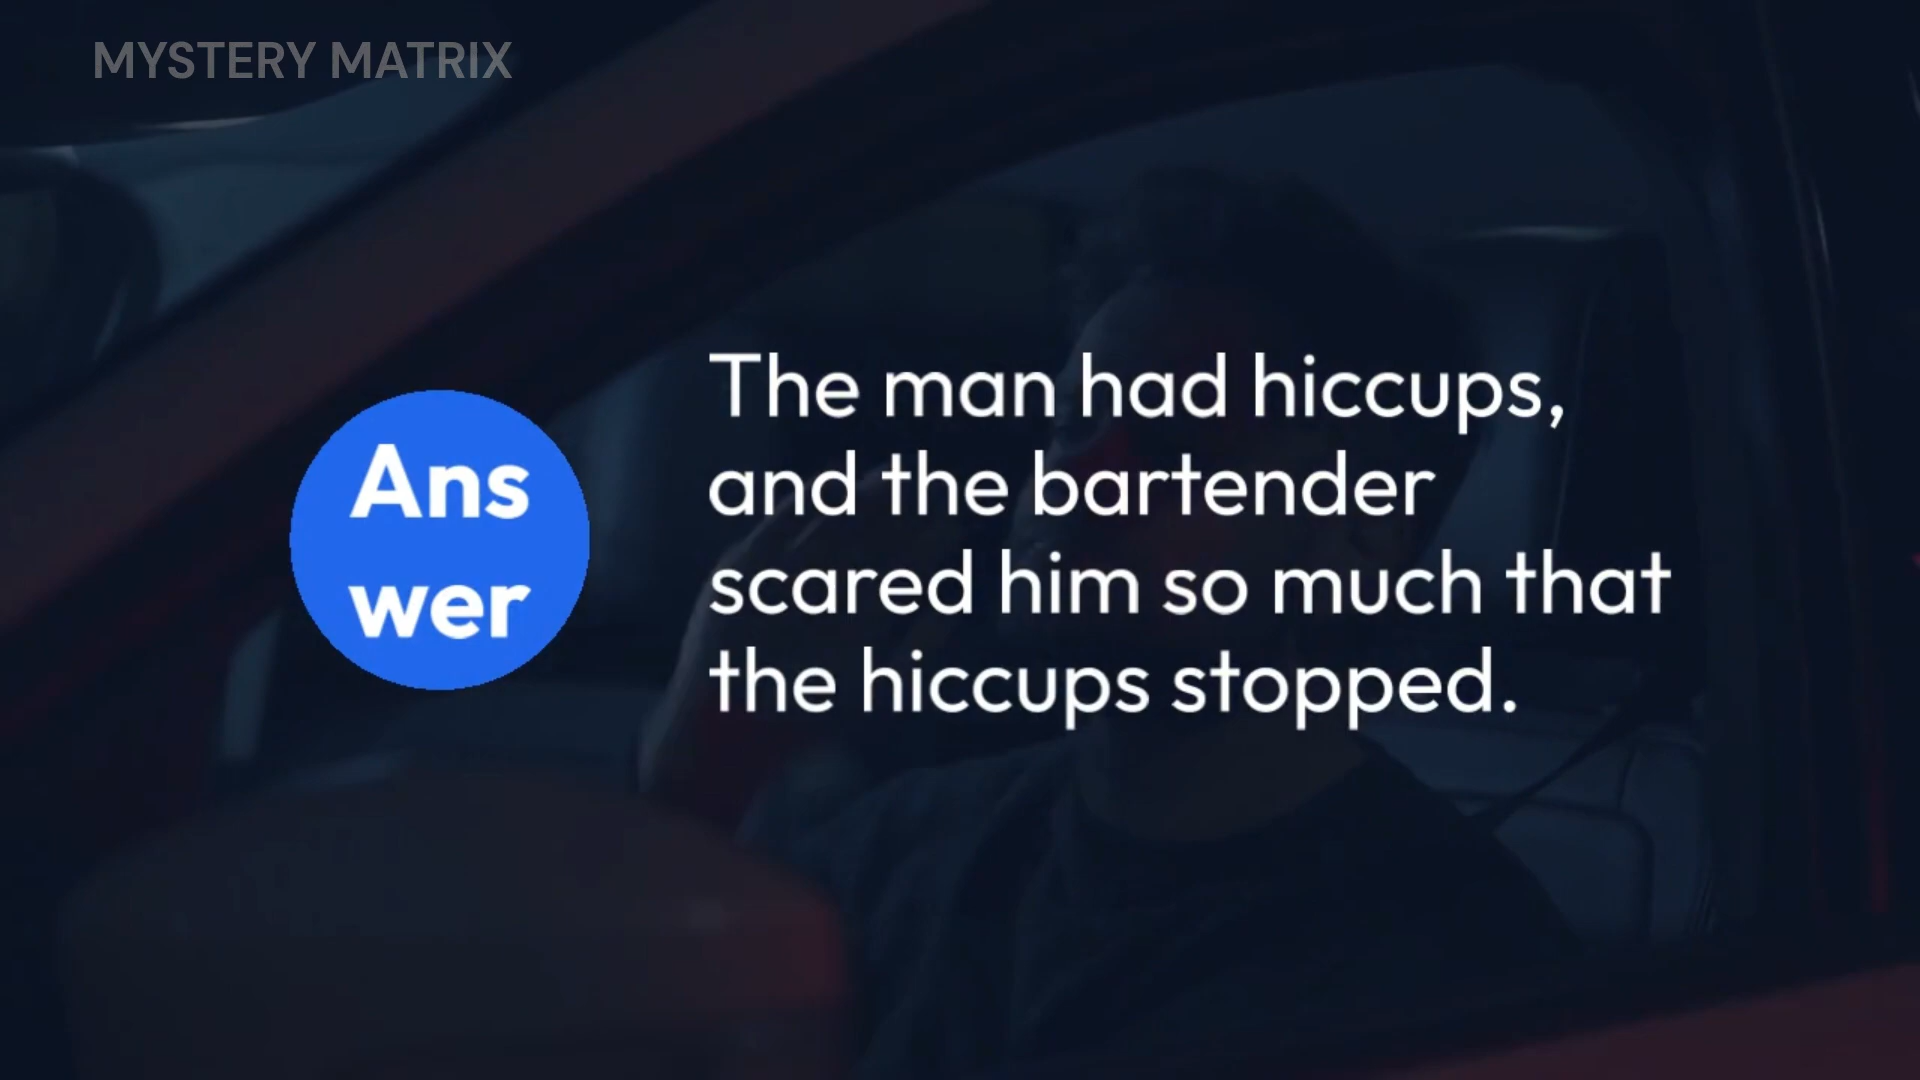 MYSTERY MATRIX
Ans
wer
The man had hiccups,
and the bartender
scared him so much that
the hiccups stopped.